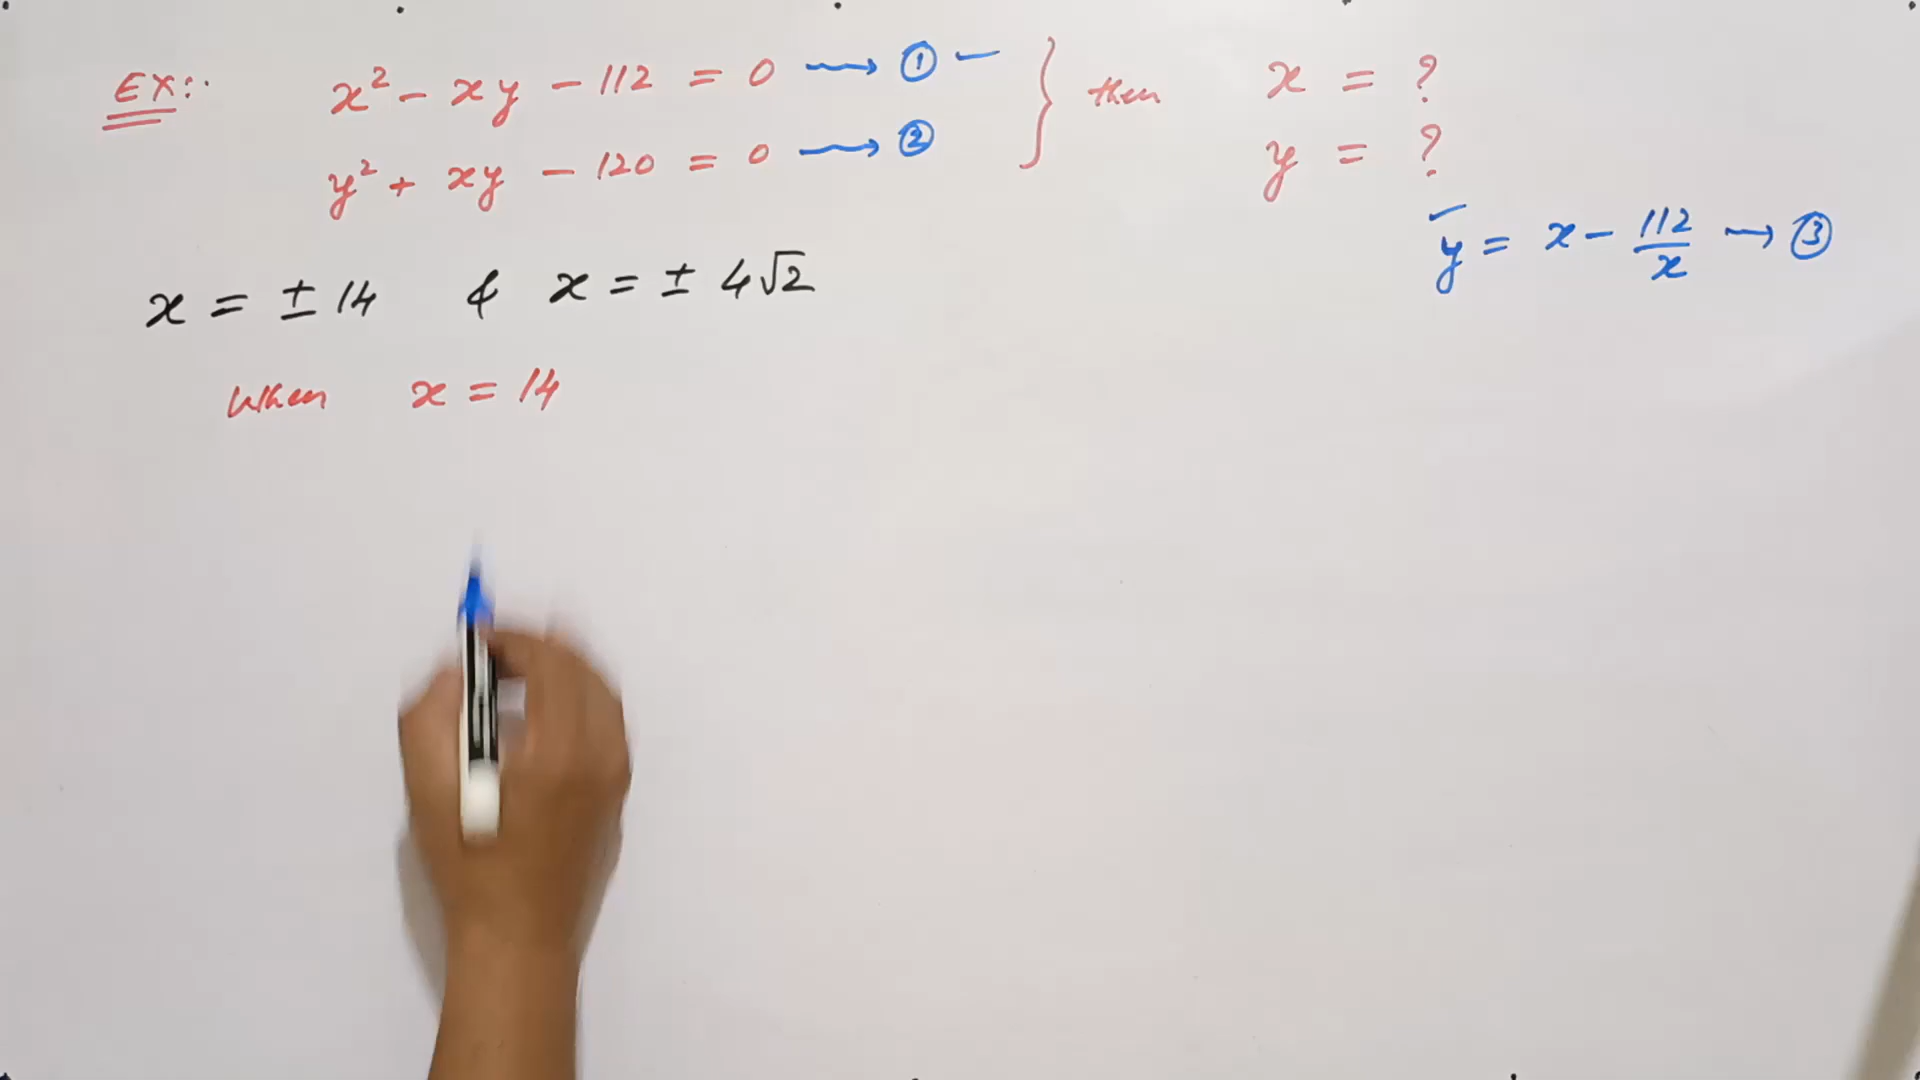 EX:. x² - xy - 112 = 0 → ① } then x = ?
y² + xy - 120 = 0 → ② y = ?
y = x - 112/x → ③
x = ± 14 & x = ± 4√2
When x = 14